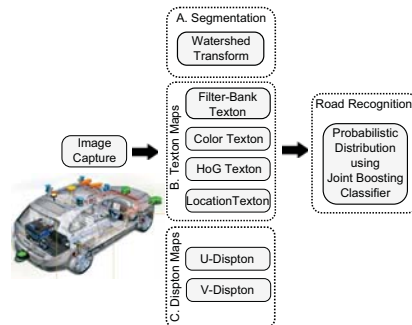 A. Segmentation
Watershed
Transform
B. Texton Maps
Filter-Bank
Texton
Color Texton
HoG Texton
LocationTexton
C. Dispton Maps
U-Dispton
V-Dispton
Image
Capture
Road Recognition
Probabilistic
Distribution
using
Joint Boosting
Classifier